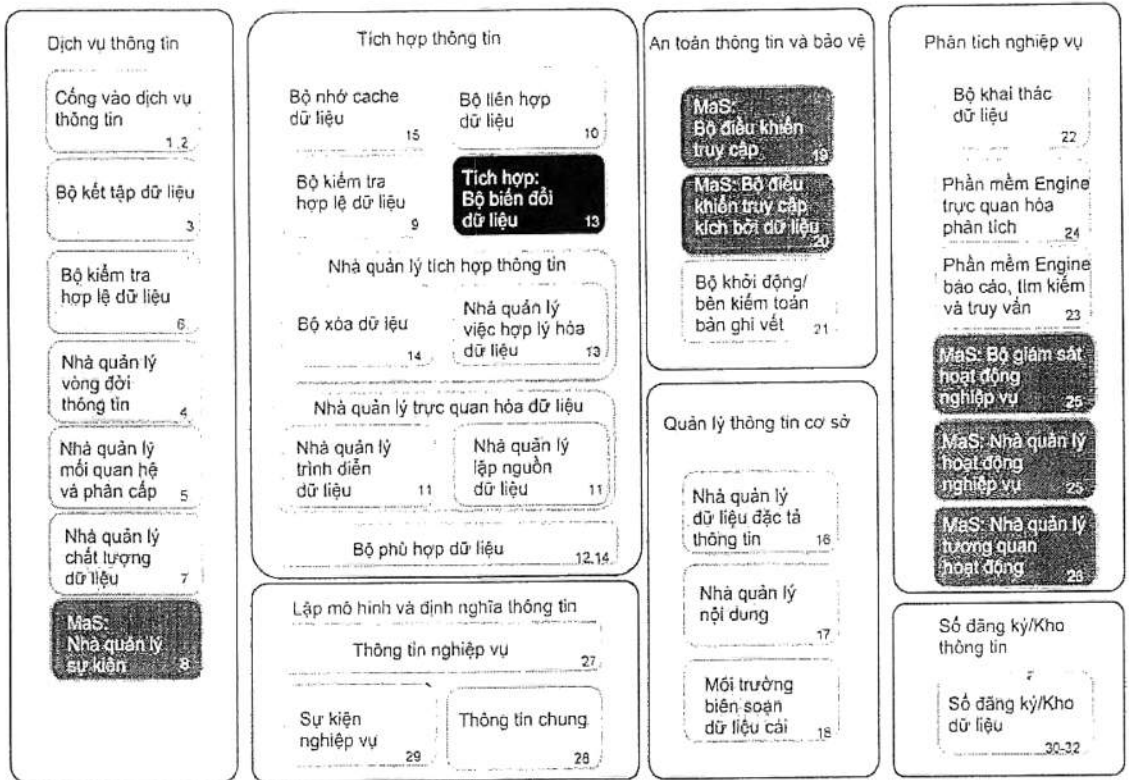 Dịch vụ thông tin
Cổng vào dịch vụ
thông tin
1,2
Bộ kết tập dữ liệu
3
Bộ kiểm tra
hợp lệ dữ liệu
6
Nhà quản lý
vòng đời
thông tin
4
Nhà quản lý
mối quan hệ
và phân cấp
5
Nhà quản lý
chất lượng
dữ liệu
7
MaS:
Nhà quản lý
sự kiện
8
Tích hợp thông tin
Bộ nhớ cache
dữ liệu
15
Bộ liên hợp
dữ liệu
10
Bộ kiểm tra
hợp lệ dữ liệu
9
Tích hợp:
Bộ biến đổi
dữ liệu
13
Nhà quản lý tích hợp thông tin
Bộ xóa dữ iệu
14
Nhà quản lý
việc hợp lý hóa
dữ liệu
13
Nhà quản lý trực quan hóa dữ liệu
Nhà quản lý
trình diễn
dữ liệu
11
Nhà quản lý
lập nguồn
dữ liệu
11
Bộ phù hợp dữ liệu
12,14
Lập mô hình và định nghĩa thông tin
Thông tin nghiệp vụ
27
Sự kiện
nghiệp vụ
29
Thông tin chung
28
An toàn thông tin và bảo vệ
MaS:
Bộ điều khiển
truy cập
19
MaS: Bộ điều
khiển truy cập
kích bởi dữ liệu
20
Bộ khởi động/
bên kiểm toán
bản ghi vết
21
Quản lý thông tin cơ sở
Nhà quản lý
dữ liệu đặc tả
thông tin
16
Nhà quản lý
nội dung
17
Môi trường
biên soạn
dữ liệu cái
18
Phân tích nghiệp vụ
Bộ khai thác
dữ liệu
22
Phần mềm Engine
trực quan hóa
phân tích
24
Phần mềm Engine
báo cáo, tìm kiếm
và truy vấn
23
MaS: Bộ giám sát
hoạt động
nghiệp vụ
25
MaS: Nhà quản lý
hoạt động
nghiệp vụ
25
MaS: Nhà quản lý
tương quan
hoạt động
26
Sổ đăng ký/Kho
thông tin
Sổ đăng ký/Kho
dữ liệu
30-32